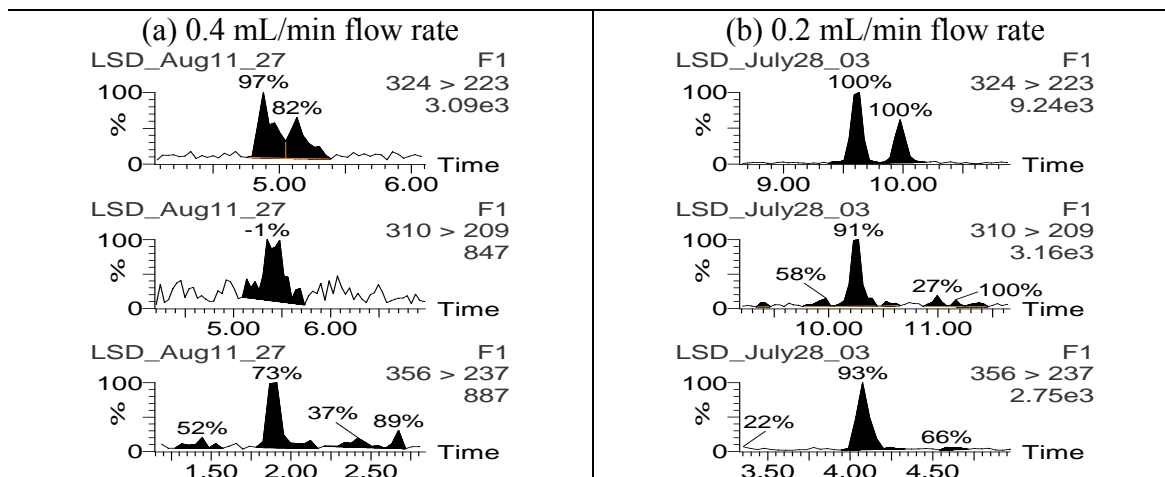 (a) 0.4 mL/min flow rate
LSD_Aug11_27
F1
97%
324 > 223
100
82%
3.09e3
%
0
Time
5.00 6.00
LSD_Aug11_27
F1
-1%
310 > 209
100
847
%
0
Time
5.00 6.00
LSD_Aug11_27
F1
73%
356 > 237
100
887
52%
37%
89%
%
0
Time
1.50 2.00 2.50
(b) 0.2 mL/min flow rate
LSD_July28_03
F1
100%
324 > 223
100
100%
9.24e3
%
0
Time
9.00 10.00
LSD_July28_03
F1
91%
310 > 209
100
3.16e3
58%
27%
100%
%
0
Time
10.00 11.00
LSD_July28_03
F1
93%
356 > 237
100
2.75e3
22%
66%
%
0
Time
3.50 4.00 4.50